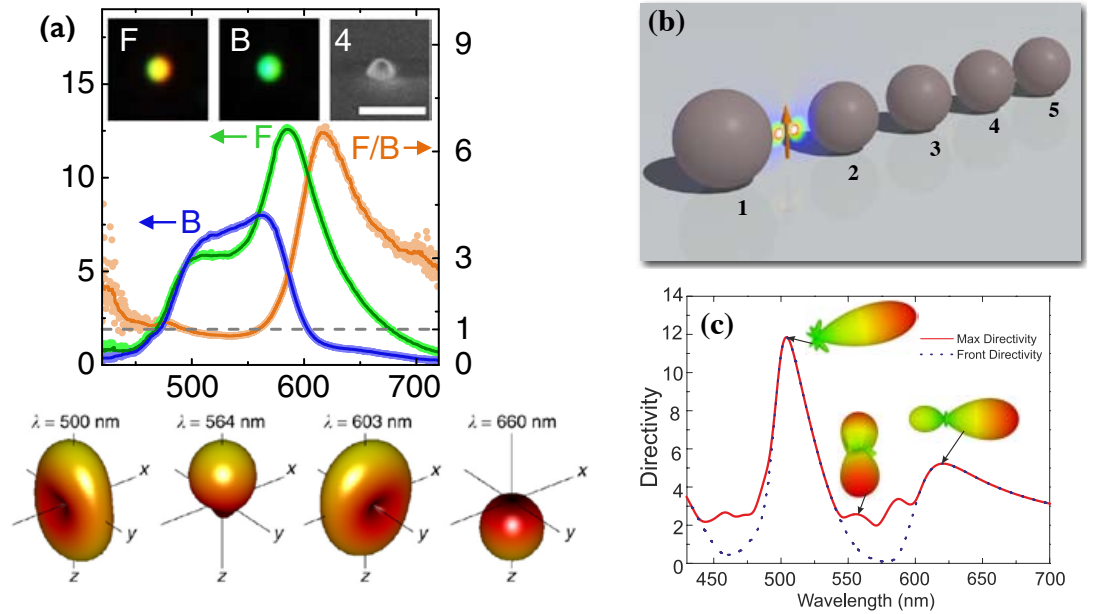 (a)
F
B
4
15
10
5
0
9
6
3
1
0
F
F/B
B
500
600
700
λ = 500 nm
λ = 564 nm
λ = 603 nm
λ = 660 nm
x
y
z
x
y
z
x
y
z
x
y
z
(b)
1
2
3
4
5
(c)
Max Directivity
Front Directivity
Directivity
14
12
10
8
6
4
2
0
450
500
550
600
650
700
Wavelength (nm)